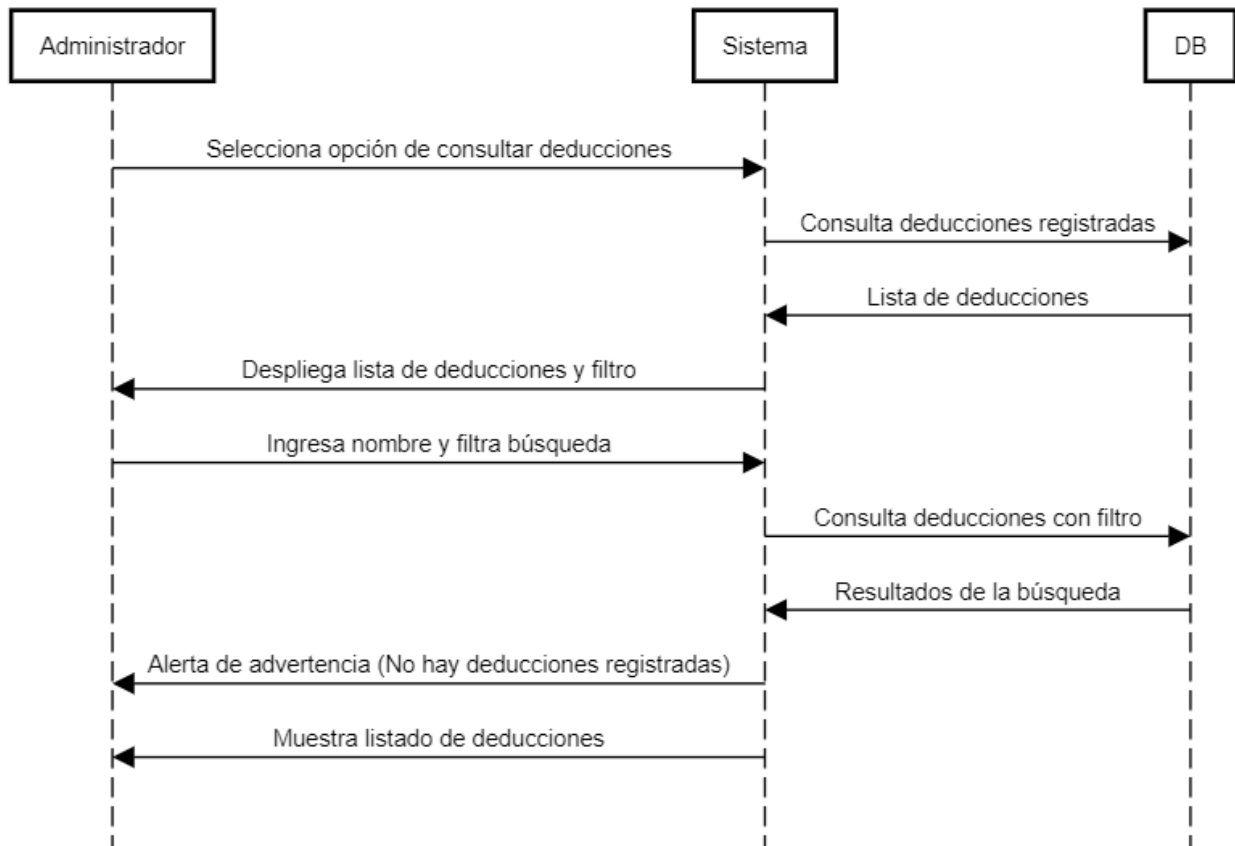 Administrador
Sistema
DB
Selecciona opción de consultar deducciones
Consulta deducciones registradas
Lista de deducciones
Despliega lista de deducciones y filtro
Ingresa nombre y filtra búsqueda
Consulta deducciones con filtro
Resultados de la búsqueda
Alerta de advertencia (No hay deducciones registradas)
Muestra listado de deducciones